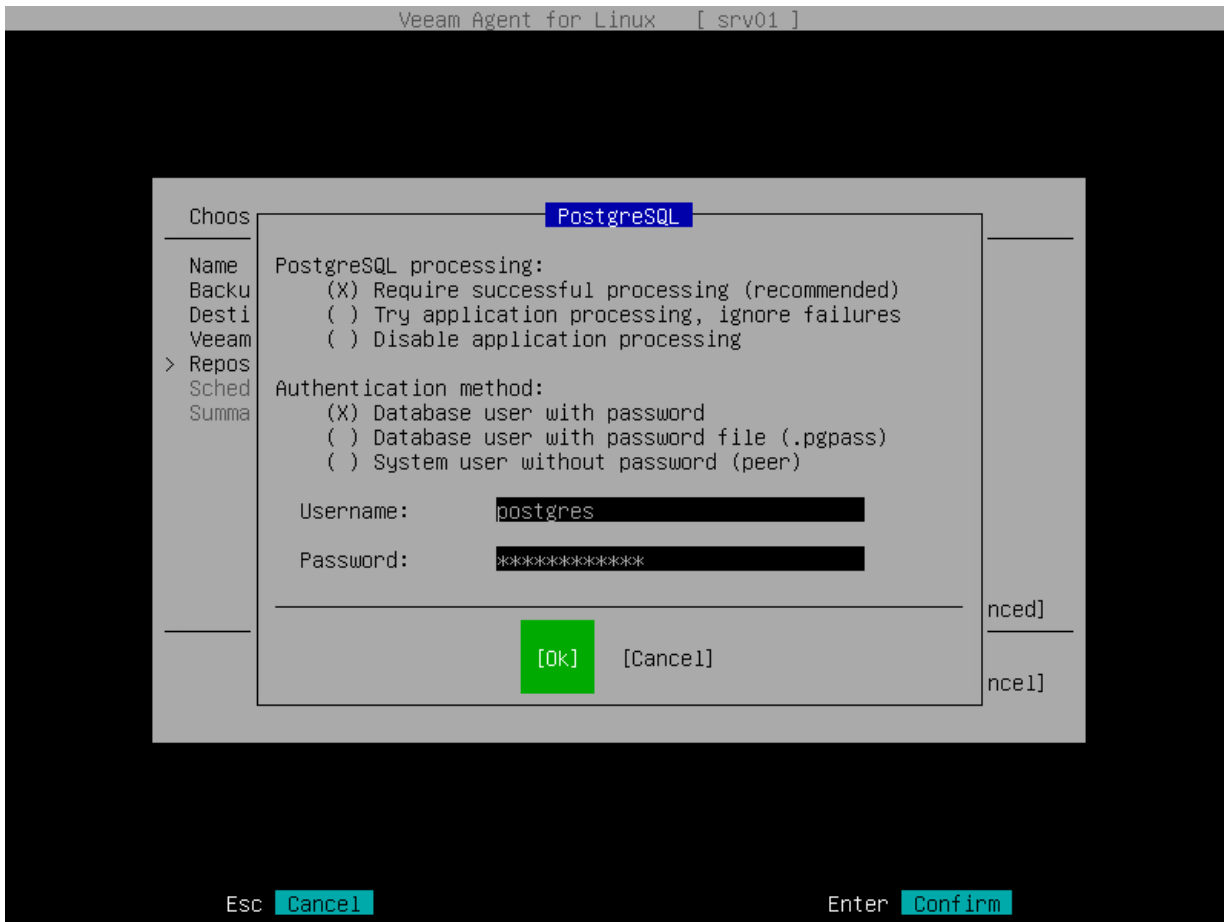 Veeam Agent for Linux [ srv01 ]
Choos
PostgreSQL
Name
Backu
Desti
Veeam
> Repos
Sched
Summa
PostgreSQL processing:
(X) Require successful processing (recommended)
( ) Try application processing, ignore failures
( ) Disable application processing
Authentication method:
(X) Database user with password
( ) Database user with password file (.pgpass)
( ) System user without password (peer)
Username: postgres
Password: ************
nced]
[Ok] [Cancel]
ncel]
Esc Cancel
Enter Confirm